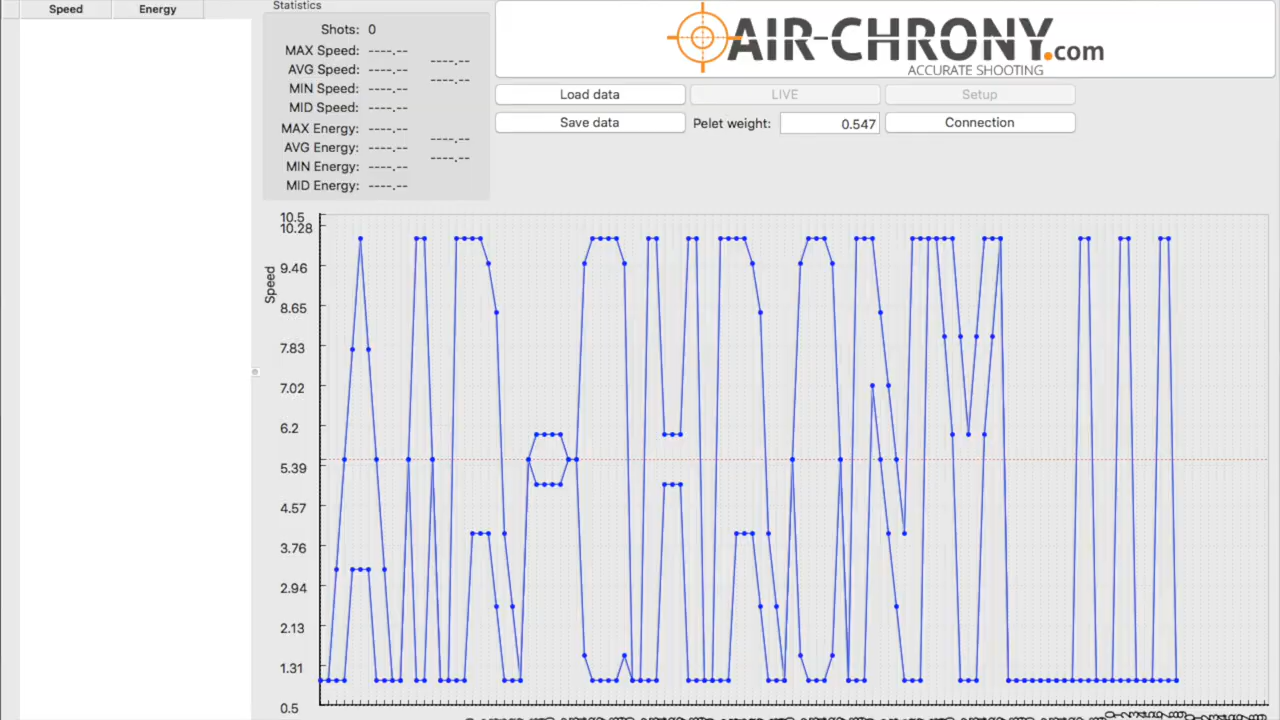 Speed Energy
Statistics
Shots: 0
MAX Speed: ----.--
AVG Speed: ----.-- ----.--
MIN Speed: ----.-- ----.--
MID Speed: ----.--
MAX Energy: ----.--
AVG Energy: ----.-- ----.--
MIN Energy: ----.-- ----.--
MID Energy: ----.--
AIR-CHRONY.com
ACCURATE SHOOTING
Load data LIVE Setup
Save data Pelet weight: 0.547 Connection
Speed
10.5
10.28
9.46
8.65
7.83
7.02
6.2
5.39
4.57
3.76
2.94
2.13
1.31
0.5